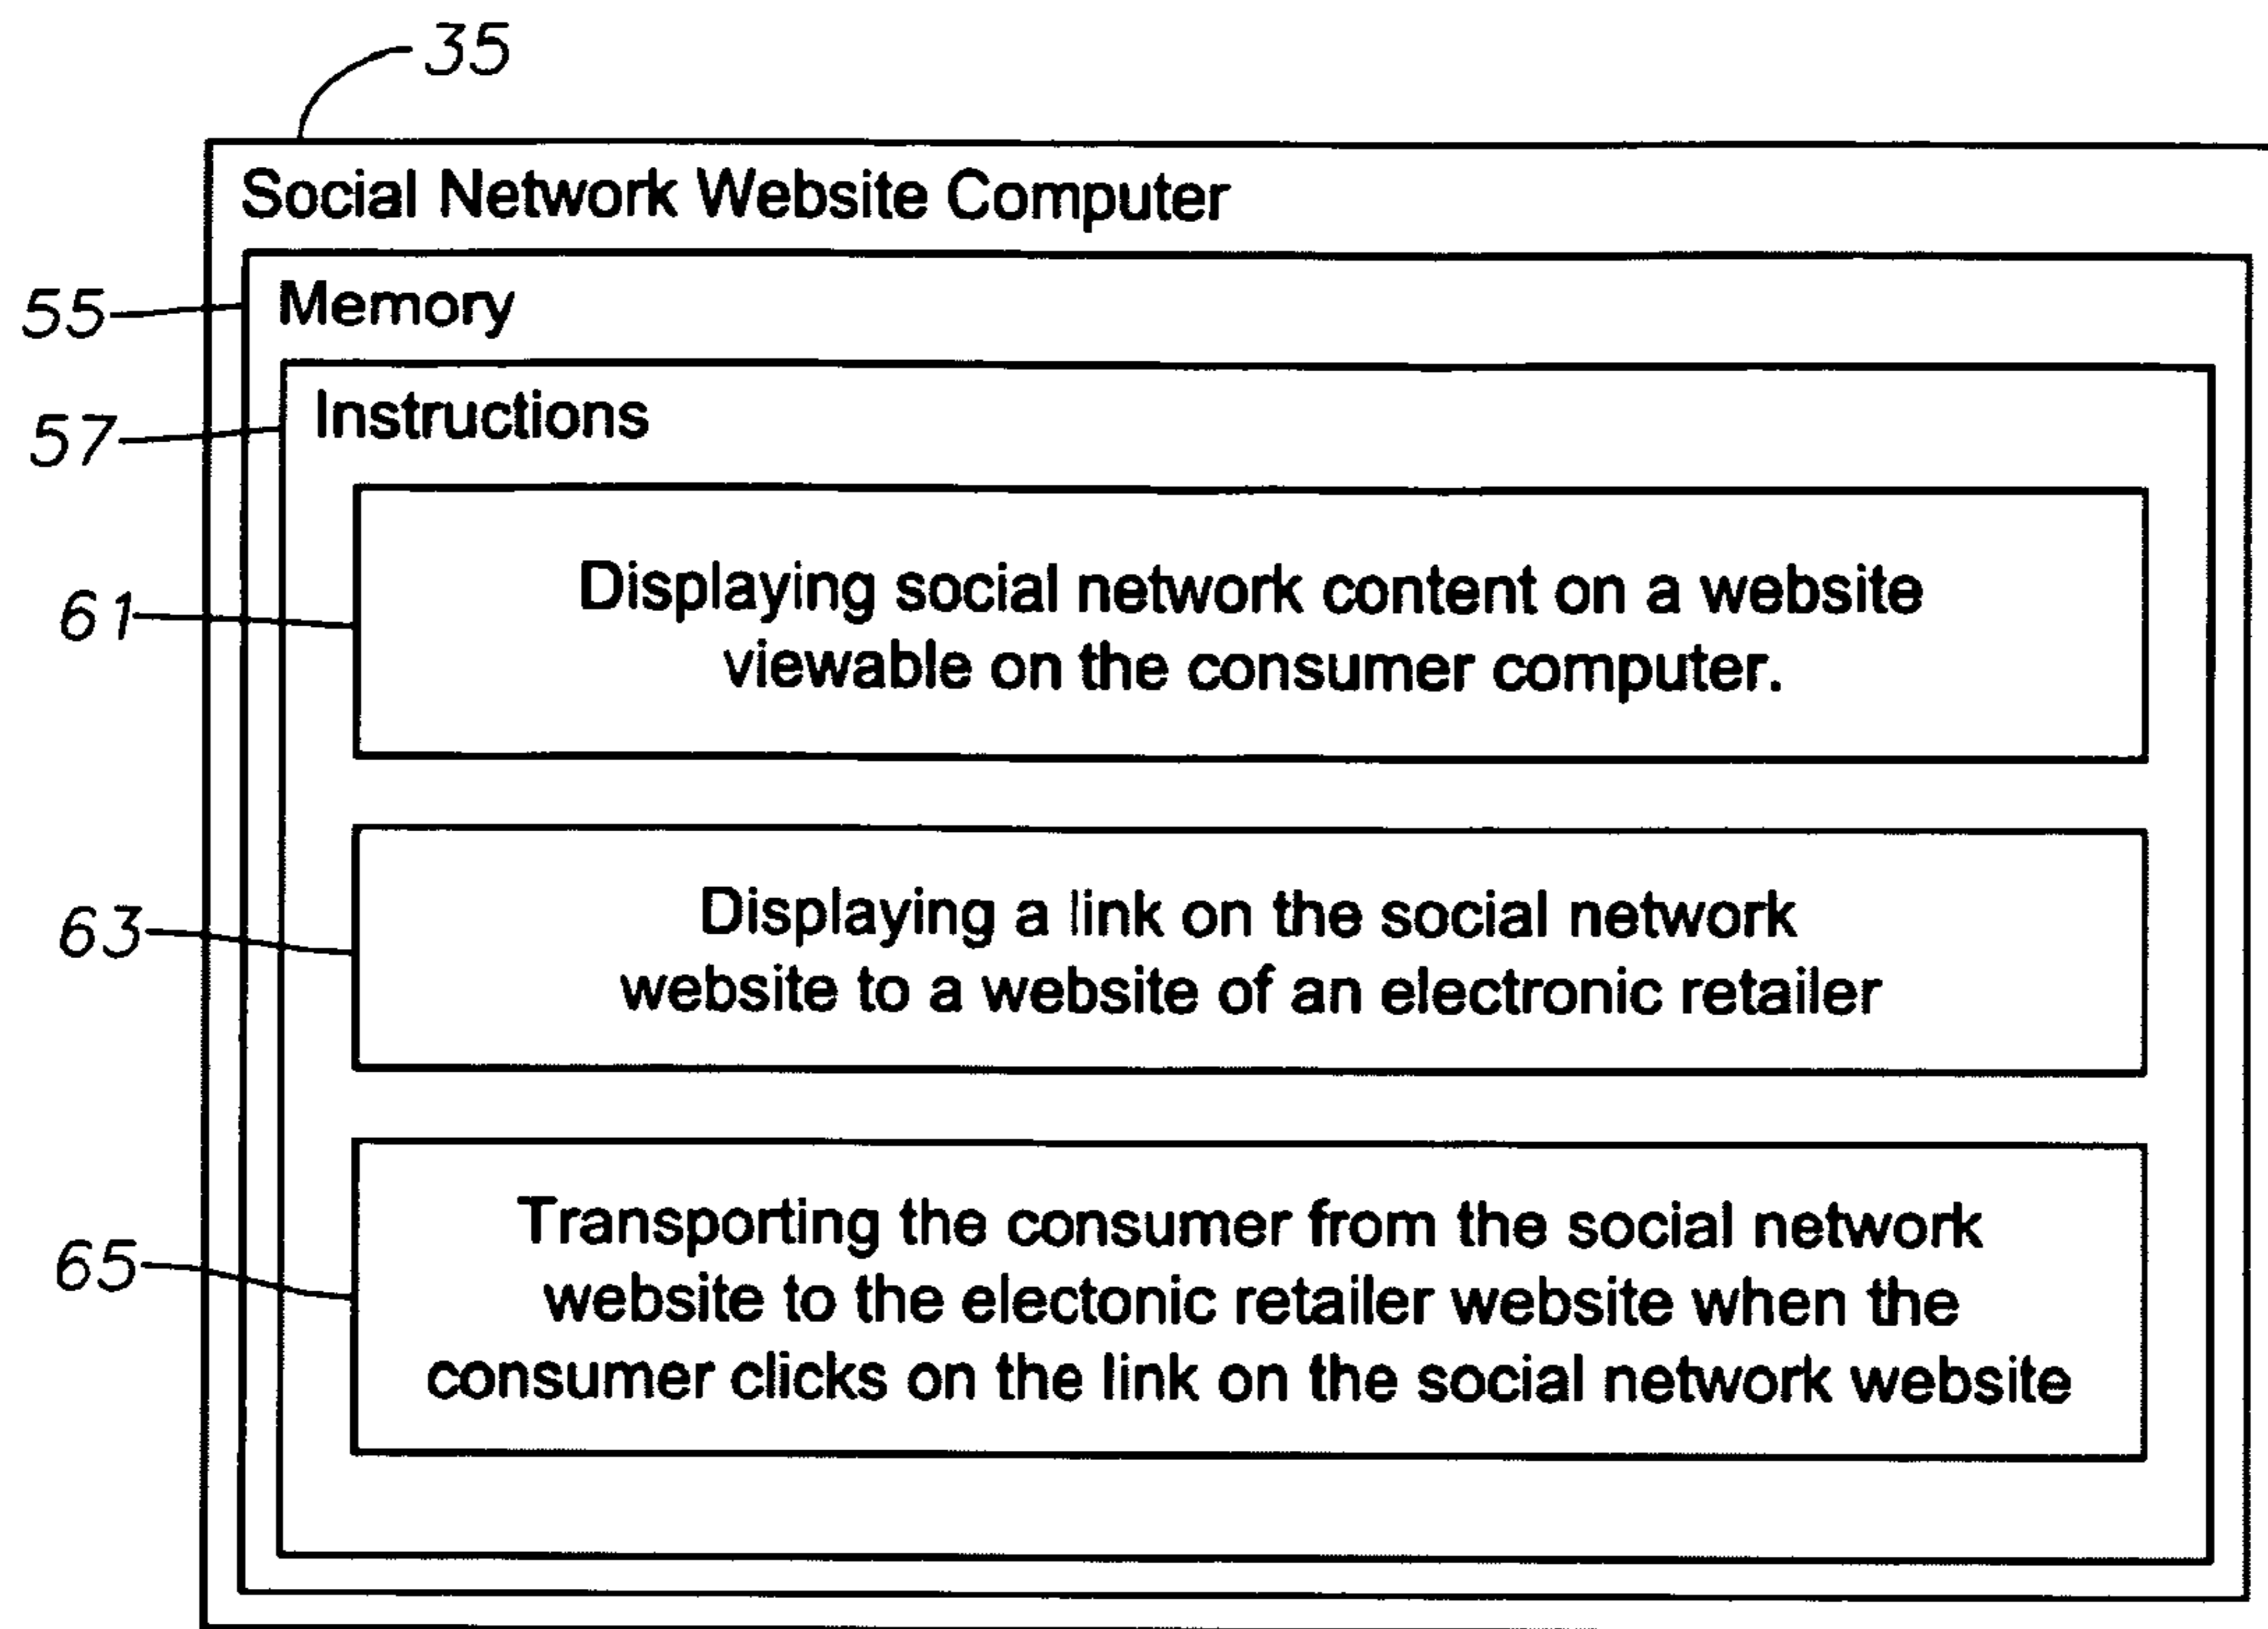 35
Social Network Website Computer
55
Memory
57
Instructions
61
Displaying social network content on a website
viewable on the consumer computer.
63
Displaying a link on the social network
website to a website of an electronic retailer
65
Transporting the consumer from the social network
website to the electonic retailer website when the
consumer clicks on the link on the social network website